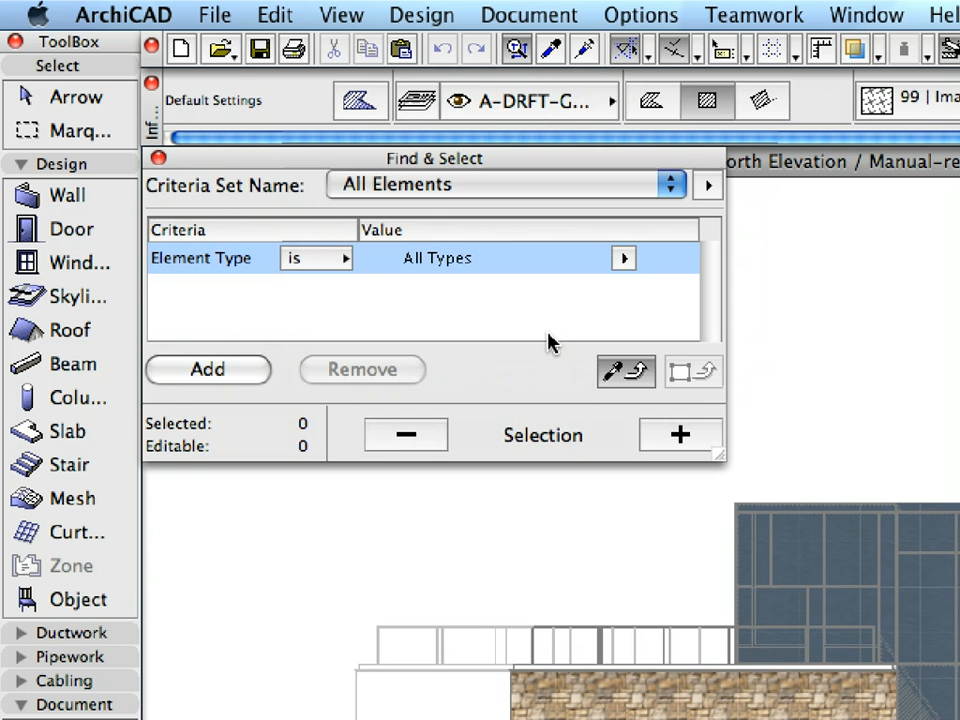 ArchiCAD File Edit View Design Document Options Teamwork Window Hel
ToolBox
Select
Arrow
Marq...
Design
Wall
Door
Wind...
Skyli...
Roof
Beam
Colu...
Slab
Stair
Mesh
Curt...
Zone
Object
Ductwork
Pipework
Cabling
Document
Inf...
Default Settings
A-DRFT-G...
99 | Ima
orth Elevation / Manual-re
Find & Select
Criteria Set Name: All Elements
Criteria Value
Element Type is All Types
Add Remove
Selected: 0
Editable: 0
Selection